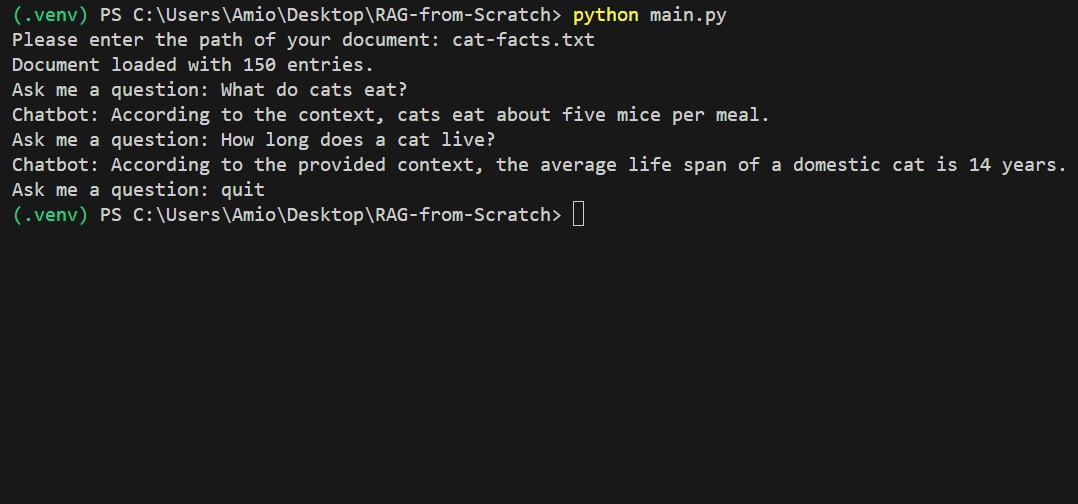 (.venv) PS C:\Users\Amio\Desktop\RAG-from-Scratch> python main.py
Please enter the path of your document: cat-facts.txt
Document loaded with 150 entries.
Ask me a question: What do cats eat?
Chatbot: According to the context, cats eat about five mice per meal.
Ask me a question: How long does a cat live?
Chatbot: According to the provided context, the average life span of a domestic cat is 14 years.
Ask me a question: quit
(.venv) PS C:\Users\Amio\Desktop\RAG-from-Scratch>